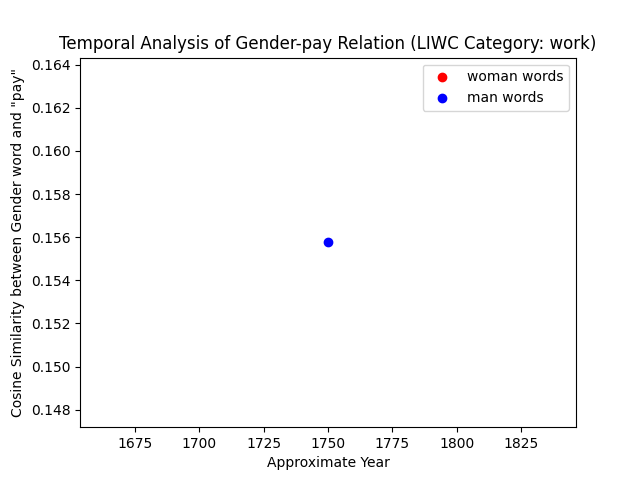 Temporal Analysis of Gender-pay Relation (LIWC Category: work)
Cosine Similarity between Gender word and "pay"
0.164
0.162
0.160
0.158
0.156
0.154
0.152
0.150
0.148
woman words
man words
1675 1700 1725 1750 1775 1800 1825
Approximate Year